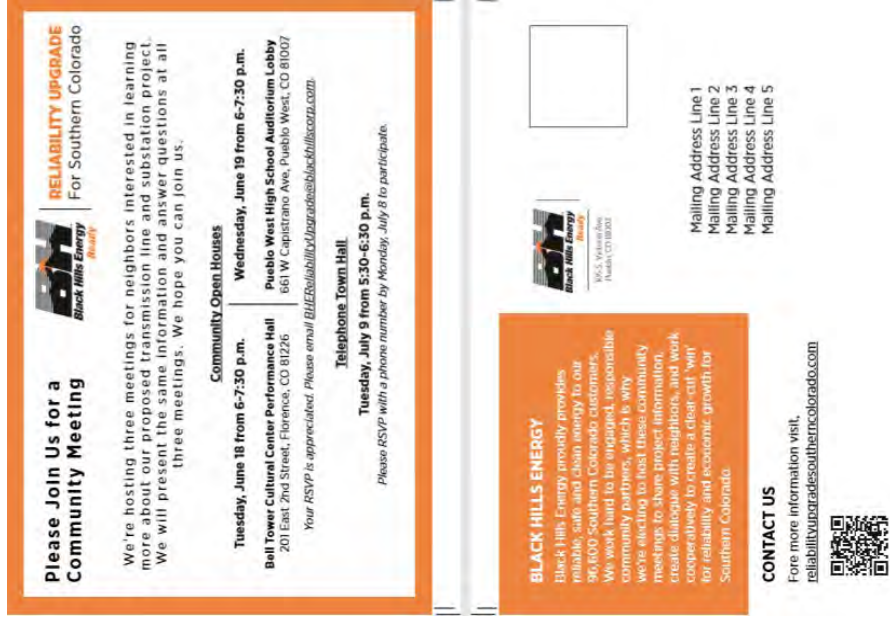 Please Join Us for a
Community Meeting
BH
Black Hills Energy
Ready
RELIABILITY UPGRADE
For Southern Colorado
We're hosting three meetings for neighbors interested in learning
more about our proposed transmission line and substation project.
We will present the same information and answer questions at all
three meetings. We hope you can join us.
Community Open Houses
Tuesday, June 18 from 6-7:30 p.m.
Bell Tower Cultural Center Performance Hall
201 East 2nd Street, Florence, CO 81226
Wednesday, June 19 from 6-7:30 p.m.
Pueblo West High School Auditorium Lobby
661 W Capistrano Ave, Pueblo West, CO 81007
Your RSVP is appreciated. Please email BHEReliabilityUpgrade@blackhillscorp.com.
Telephone Town Hall
Tuesday, July 9 from 5:30-6:30 p.m.
Please RSVP with a phone number by Monday, July 8 to participate.
BLACK HILLS ENERGY
Black Hills Energy proudly provides
reliable, safe and clean energy to our
96,600 Southern Colorado customers.
We work hard to be engaged, responsible
community partners, which is why
we're electing to host these community
meetings to share project information,
create dialogue with neighbors, and work
cooperatively to create a clear-cut 'win'
for reliability and economic growth for
Southern Colorado
CONTACT US
Fore more information visit,
reliabilityupgradesoutherncolorado.com
BH
Black Hills Energy
Ready
105 S. Victoria Ave
Pueblo, CO
Mailing Address Line 1
Mailing Address Line 2
Mailing Address Line 3
Mailing Address Line 4
Mailing Address Line 5